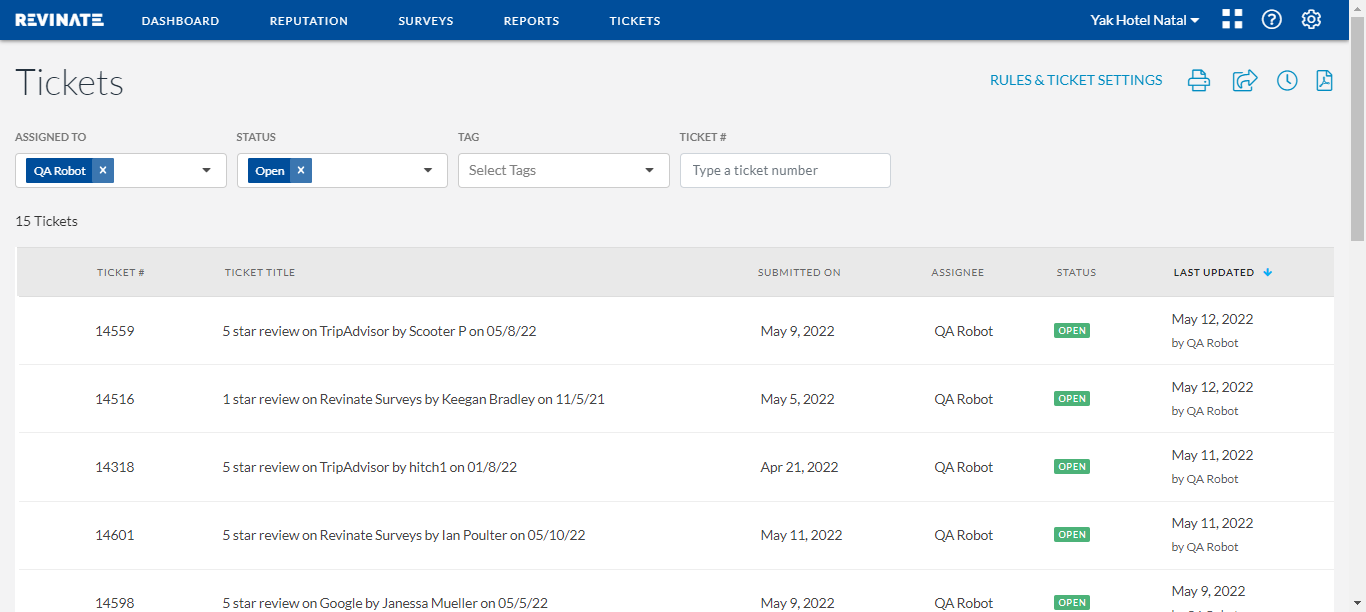 REVINATE DASHBOARD REPUTATION SURVEYS REPORTS TICKETS Yak Hotel Natal
Tickets RULES & TICKET SETTINGS
ASSIGNED TO STATUS TAG TICKET #
QA Robot × Open × Select Tags Type a ticket number
15 Tickets
TICKET # TICKET TITLE SUBMITTED ON ASSIGNEE STATUS LAST UPDATED
14559 5 star review on TripAdvisor by Scooter P on 05/8/22 May 9, 2022 QA Robot OPEN May 12, 2022
by QA Robot
14516 1 star review on Revinate Surveys by Keegan Bradley on 11/5/21 May 5, 2022 QA Robot OPEN May 12, 2022
by QA Robot
14318 5 star review on TripAdvisor by hitch1 on 01/8/22 Apr 21, 2022 QA Robot OPEN May 11, 2022
by QA Robot
14601 5 star review on Revinate Surveys by Ian Poulter on 05/10/22 May 11, 2022 QA Robot OPEN May 11, 2022
by QA Robot
14598 5 star review on Google by Janessa Mueller on 05/5/22 May 9, 2022 QA Robot OPEN May 9, 2022